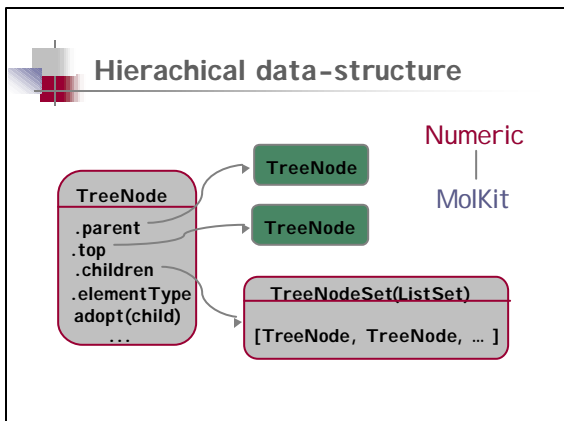 Hierachical data-structure
Numeric
MolKit
TreeNode
.parent
.top
.children
.elementType
adopt(child)
...
TreeNode
TreeNode
TreeNodeSet(ListSet)
[TreeNode, TreeNode, … ]